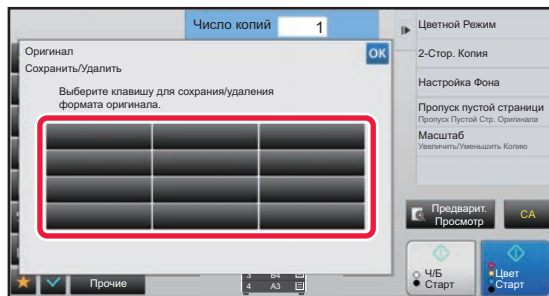 Число копий 1
Цветной Режим
Оригинал
OK
2-Стор. Копия
Сохранить/Удалить
Настройка Фона
Выберите клавишу для сохрания/удаления
формата оригинала.
Пропуск пустой страници
Пропуск Пустой Стр. Оригинала
Масштаб
Увеличить/Уменьшить Копию
Предварит.
Просмотр
CA
Ч/Б
Старт
Цвет
Старт
Прочие
3 B4
4 A3